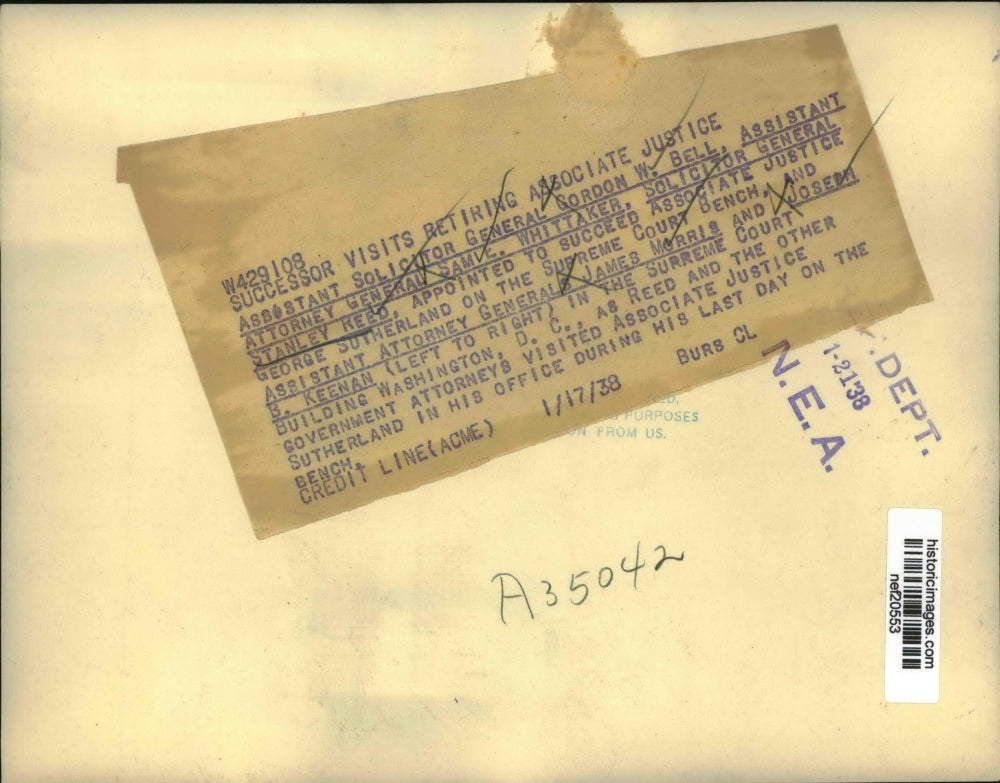 W429108
SUCCESSOR VISITS RETIRING ASSOCIATE JUSTICE
ASSISTANT SOLICITOR GENERAL GORDON W. BELL, ASSISTANT
ATTORNEY GENERAL SAM E. WHITTAKER, SOLICITOR GENERAL
STANLEY REED, APPOINTED TO SUCCEED ASSOCIATE JUSTICE
GEORGE SUTHERLAND ON THE SUPREME COURT BENCH, AND
ASSISTANT ATTORNEY GENERAL JAMES MORRIS AND JOSEPH
B. KEENAN (LEFT TO RIGHT) IN THE SUPREME COURT
BUILDING WASHINGTON, D. C., AS REED AND THE OTHER
GOVERNMENT ATTORNEYS VISITED ASSOCIATE JUSTICE
SUTHERLAND IN HIS OFFICE DURING HIS LAST DAY ON THE
BENCH.
CREDIT LINE (ACME) 1/17/38 BURS CL
PURPOSES
FROM US.
DEPT.
1-21-38
N. E. A.
A35042
historicimages.com
nef20553